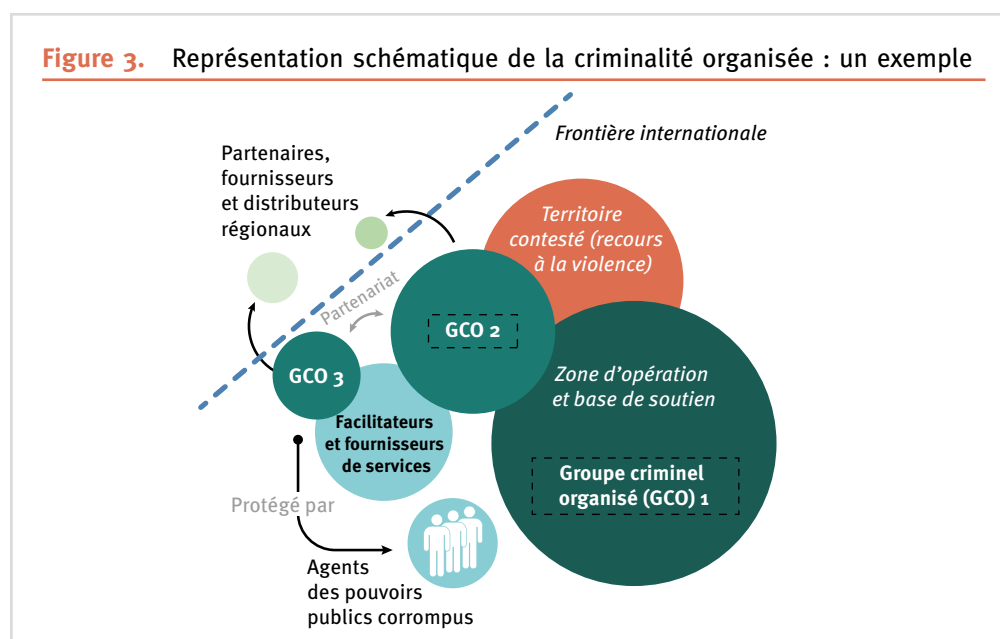 Figure 3. Représentation schématique de la criminalité organisée : un exemple
Frontière internationale
Partenaires,
fournisseurs
et distributeurs
régionaux
Territoire
contesté (recours
à la violence)
Partenariat
GCO 2
GCO 3
Zone d'opération
et base de soutien
Facilitateurs
et fournisseurs
de services
Groupe criminel
organisé (GCO) 1
Protégé par
Agents
des pouvoirs
publics corrompus